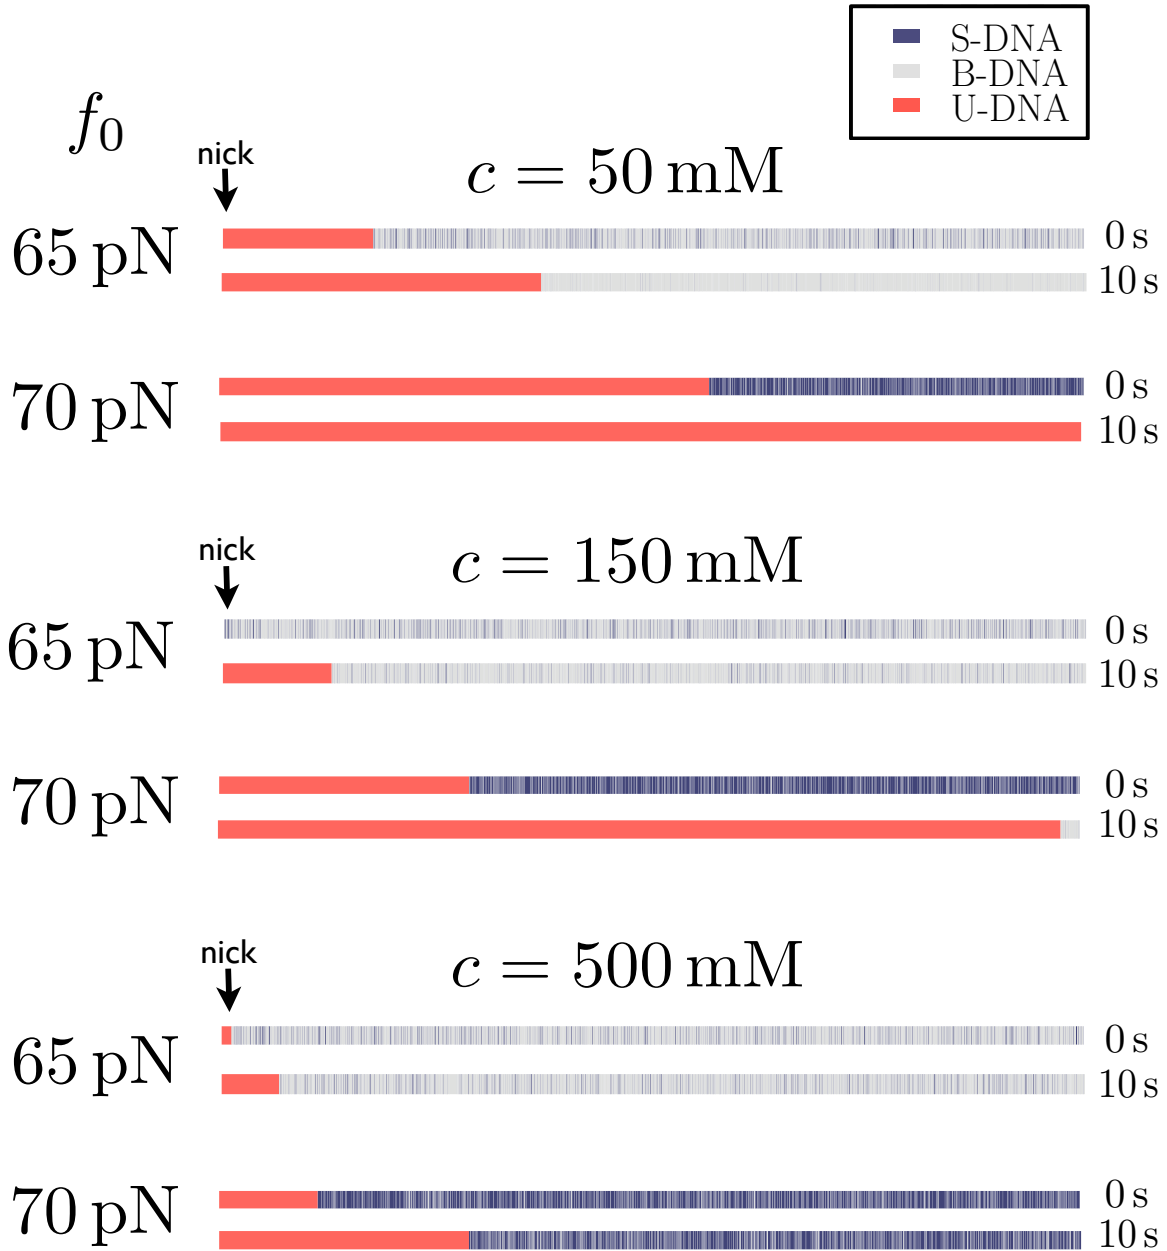 S-DNA
B-DNA
U-DNA
f0
nick
c = 50 mM
65 pN
0 s
10 s
70 pN
0 s
10 s
nick
c = 150 mM
65 pN
0 s
10 s
70 pN
0 s
10 s
nick
c = 500 mM
65 pN
0 s
10 s
70 pN
0 s
10 s